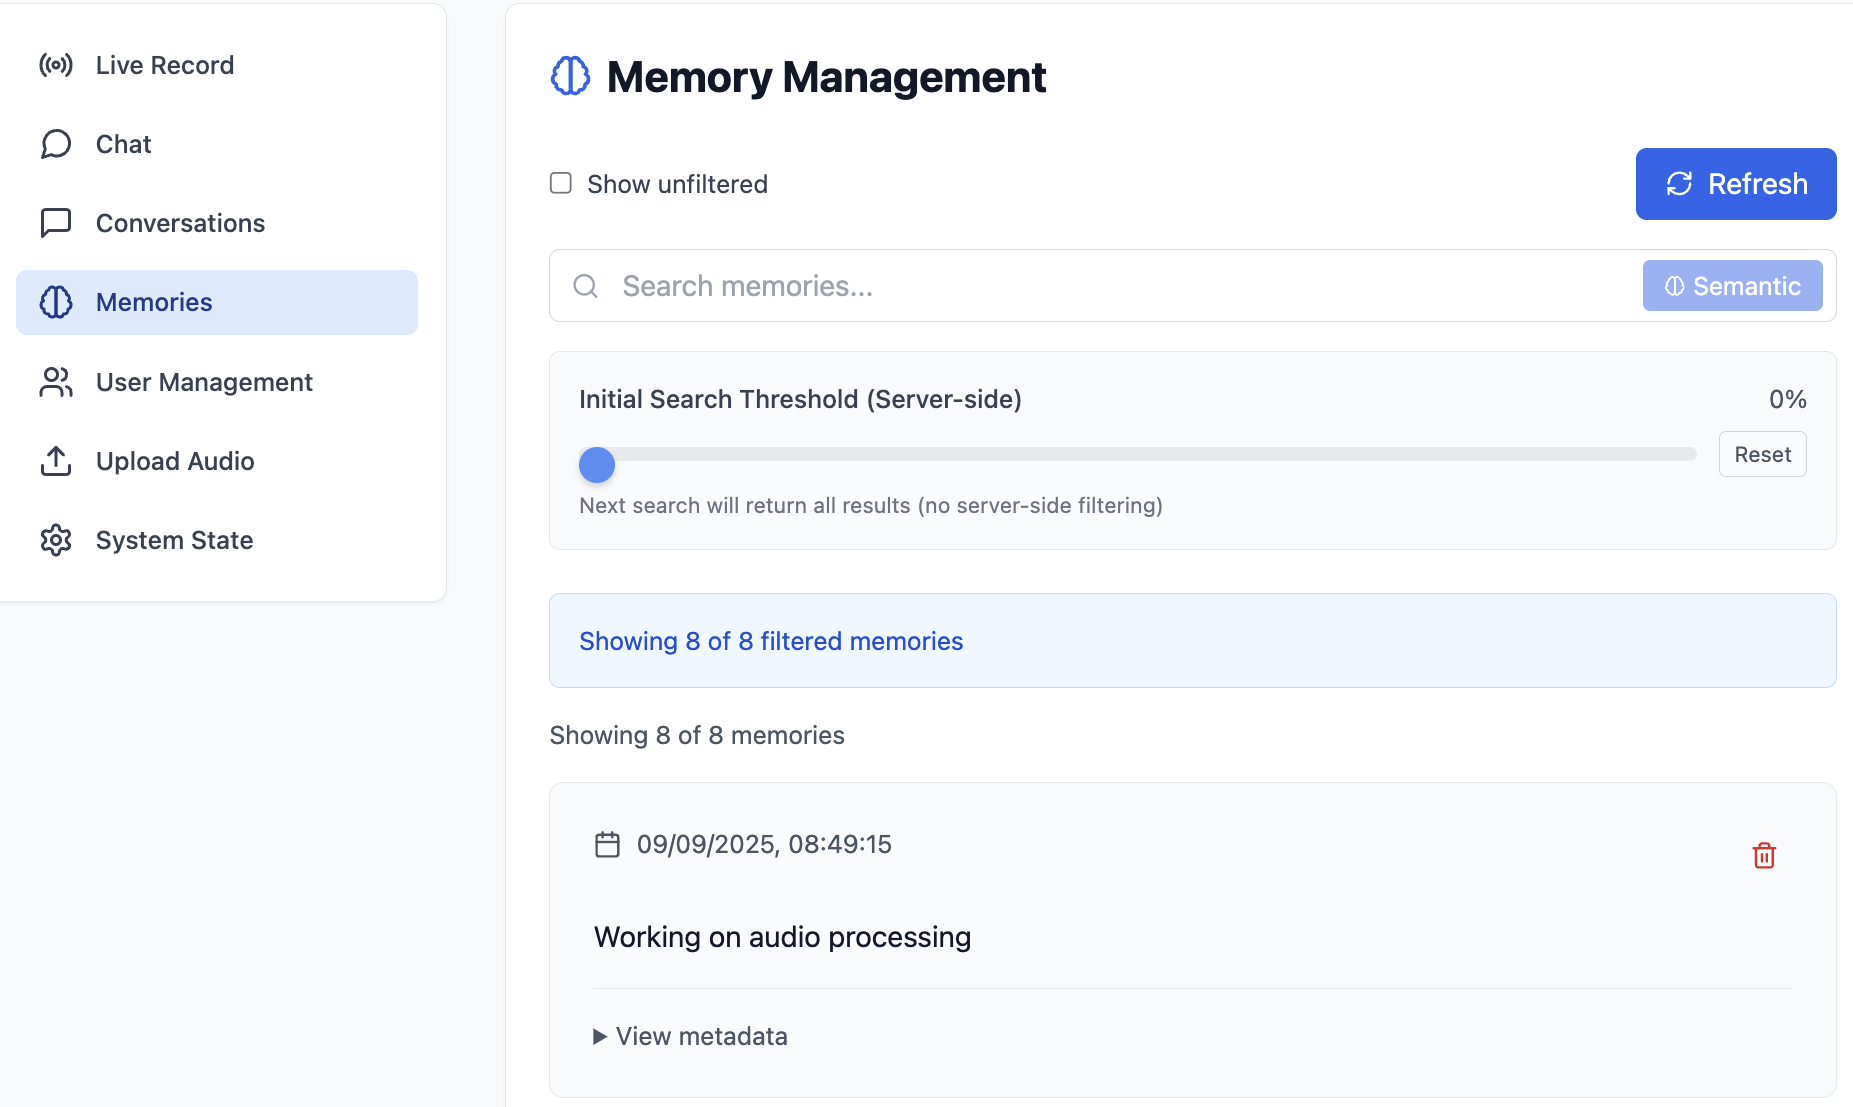 Live Record
Chat
Conversations
Memories
User Management
Upload Audio
System State
Memory Management
Show unfiltered
Refresh
Search memories...
Semantic
Initial Search Threshold (Server-side)
0%
Reset
Next search will return all results (no server-side filtering)
Showing 8 of 8 filtered memories
Showing 8 of 8 memories
09/09/2025, 08:49:15
Working on audio processing
View metadata